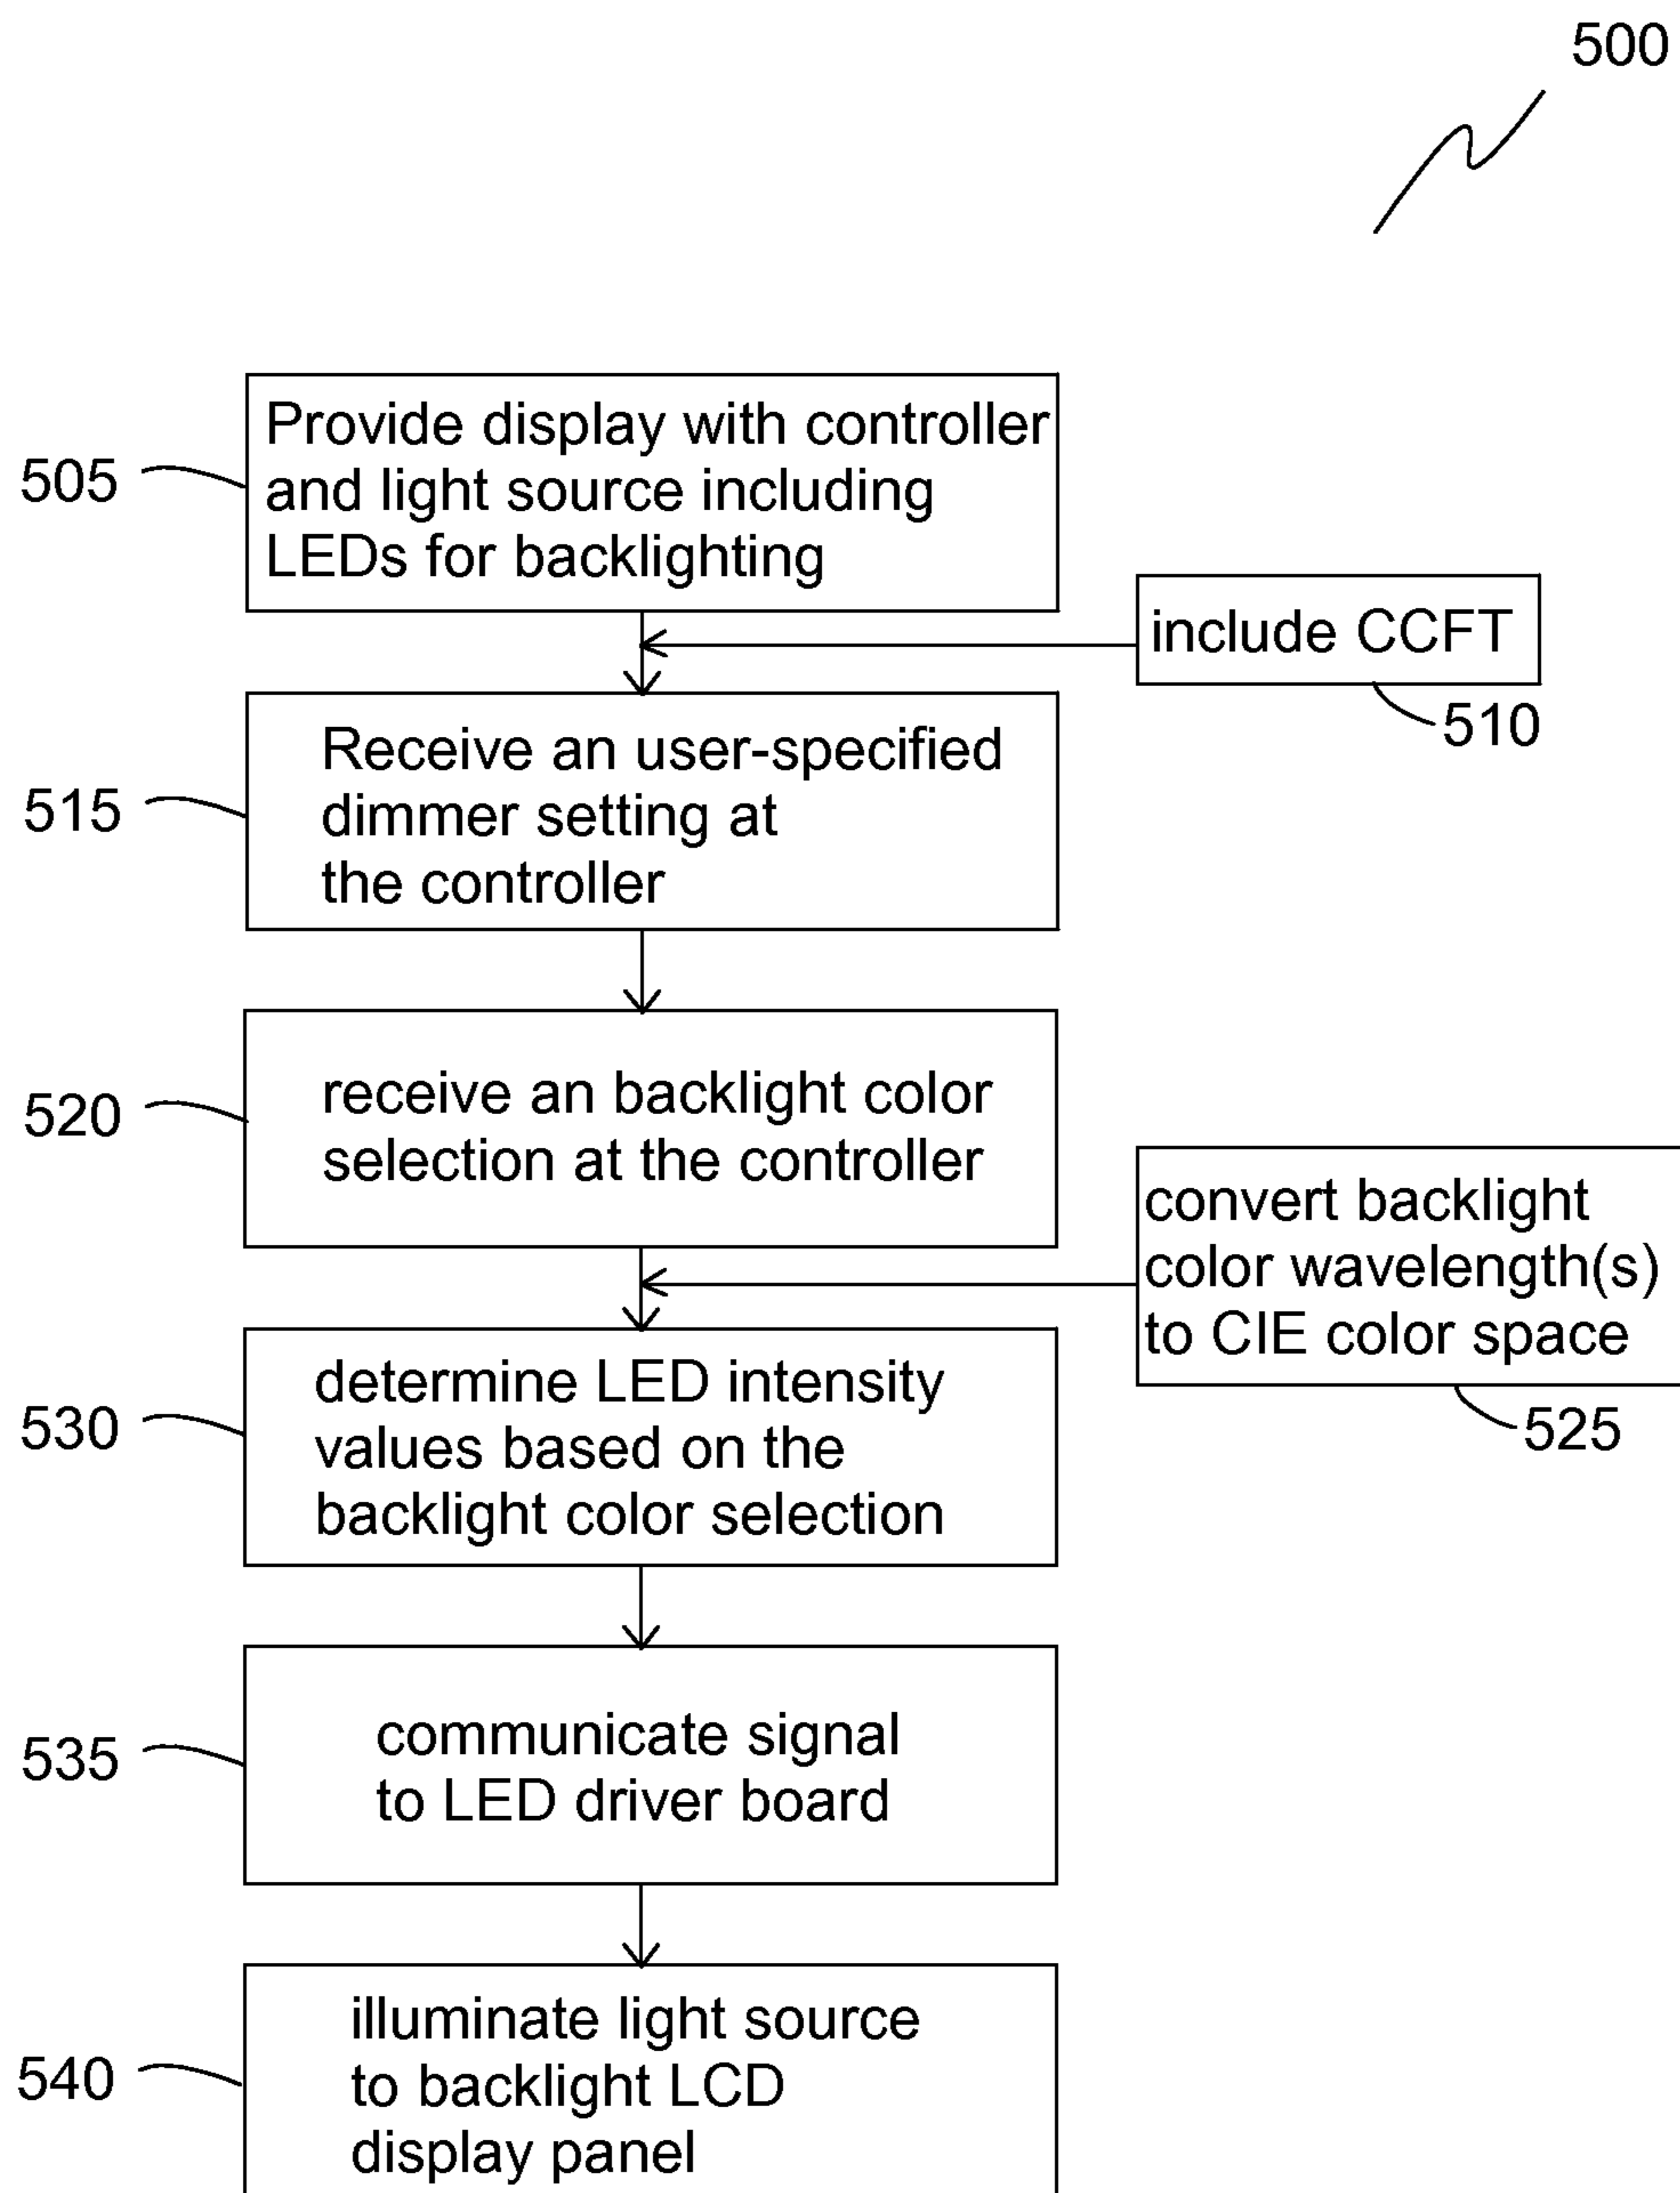 500
505
Provide display with controller
and light source including
LEDs for backlighting
include CCFT
510
515
Receive an user-specified
dimmer setting at
the controller
520
receive an backlight color
selection at the controller
convert backlight
color wavelength(s)
to CIE color space
525
530
determine LED intensity
values based on the
backlight color selection
535
communicate signal
to LED driver board
540
illuminate light source
to backlight LCD
display panel